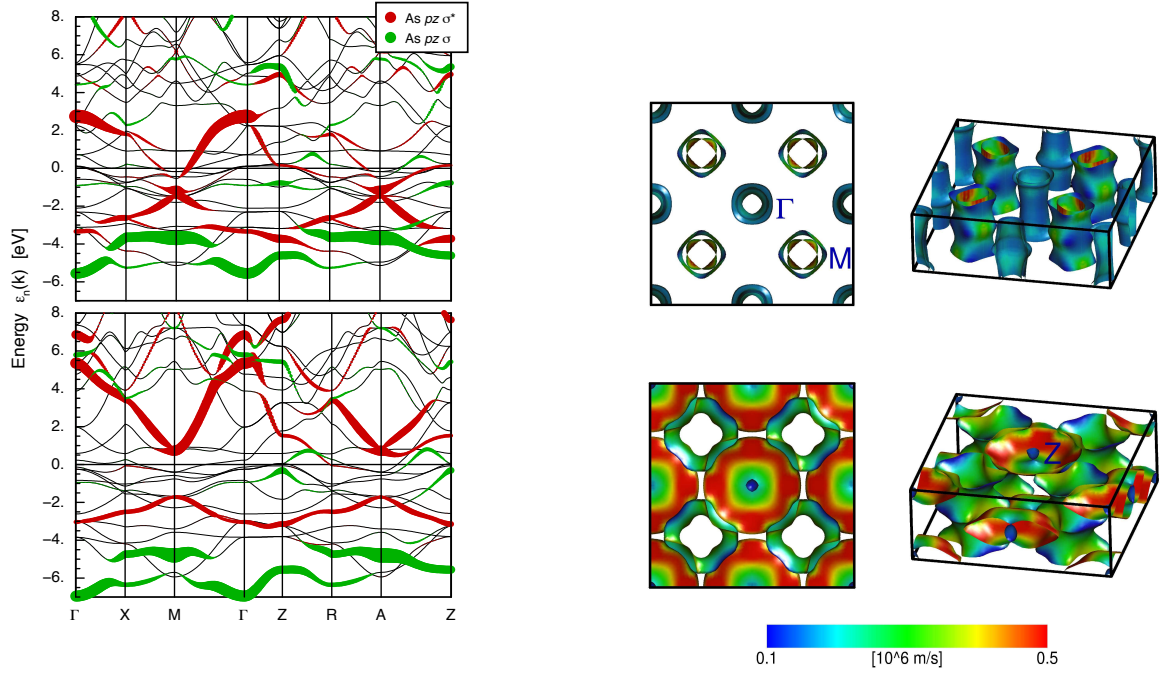 As pz σ*
As pz σ
8.
6.
4.
2.
0.
−2.
−4.
−6.
Energy εn(k) [eV]
8.
6.
4.
2.
0.
−2.
−4.
−6.
Γ X M Γ Z R A Z
Γ
M
Z
0.1 [10^6 m/s] 0.5